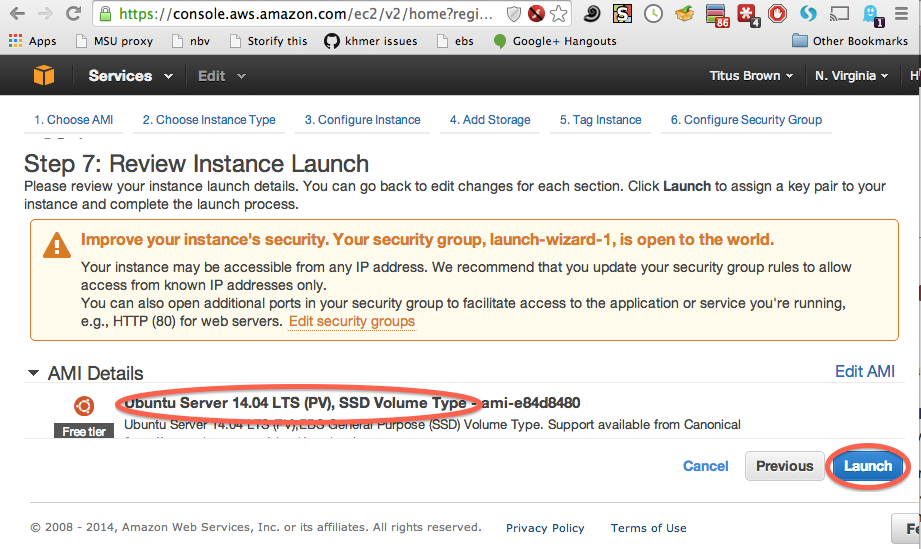 https://console.aws.amazon.com/ec2/v2/home?regi...
86
4
1
Apps MSU proxy nbv Storify this khmer issues ebs Google+ Hangouts Other Bookmarks
Services Edit Titus Brown N. Virginia
1. Choose AMI 2. Choose Instance Type 3. Configure Instance 4. Add Storage 5. Tag Instance 6. Configure Security Group
Step 7: Review Instance Launch
Please review your instance launch details. You can go back to edit changes for each section. Click Launch to assign a key pair to your
instance and complete the launch process.
Improve your instance's security. Your security group, launch-wizard-1, is open to the world.
Your instance may be accessible from any IP address. We recommend that you update your security group rules to allow
access from known IP addresses only.
You can also open additional ports in your security group to facilitate access to the application or service you're running,
e.g., HTTP (80) for web servers. Edit security groups
AMI Details Edit AMI
Ubuntu Server 14.04 LTS (PV), SSD Volume Type - ami-e84d8480
Free tier
Ubuntu Server 14.04 LTS (PV),EBS General Purpose (SSD) Volume Type. Support available from Canonical
Cancel Previous Launch
© 2008 - 2014, Amazon Web Services, Inc. or its affiliates. All rights reserved. Privacy Policy Terms of Use